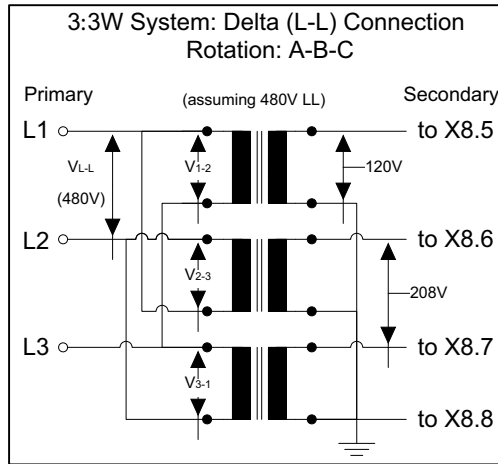 3:3W System: Delta (L-L) Connection
Rotation: A-B-C
Primary
(assuming 480V LL)
Secondary
L1
to X8.5
VL-L
(480V)
V1-2
120V
L2
to X8.6
V2-3
208V
L3
to X8.7
V3-1
to X8.8